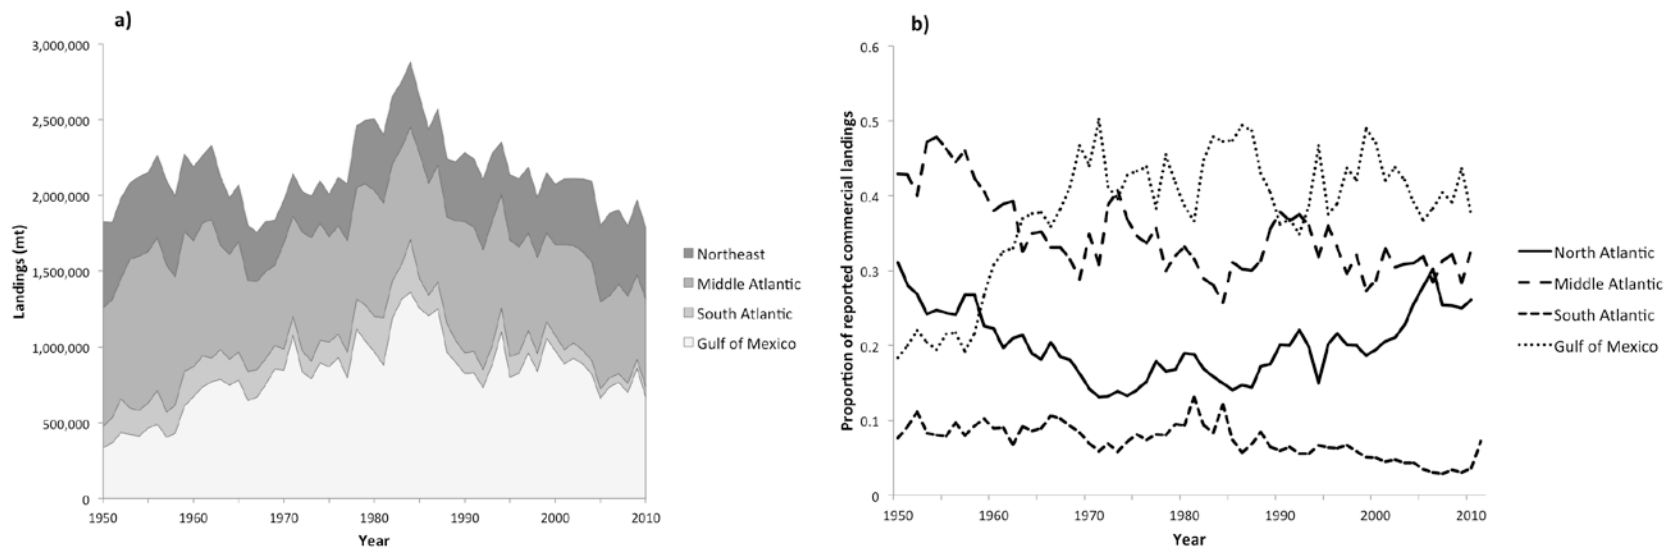 a)
3,000,000
2,500,000
2,000,000
1,500,000
1,000,000
500,000
0
Landings (mt)
1950 1960 1970 1980 1990 2000 2010
Year
Northeast
Middle Atlantic
South Atlantic
Gulf of Mexico
b)
0.6
0.5
0.4
0.3
0.2
0.1
0
Proportion of reported commercial landings
1950 1960 1970 1980 1990 2000 2010
Year
North Atlantic
Middle Atlantic
South Atlantic
Gulf of Mexico